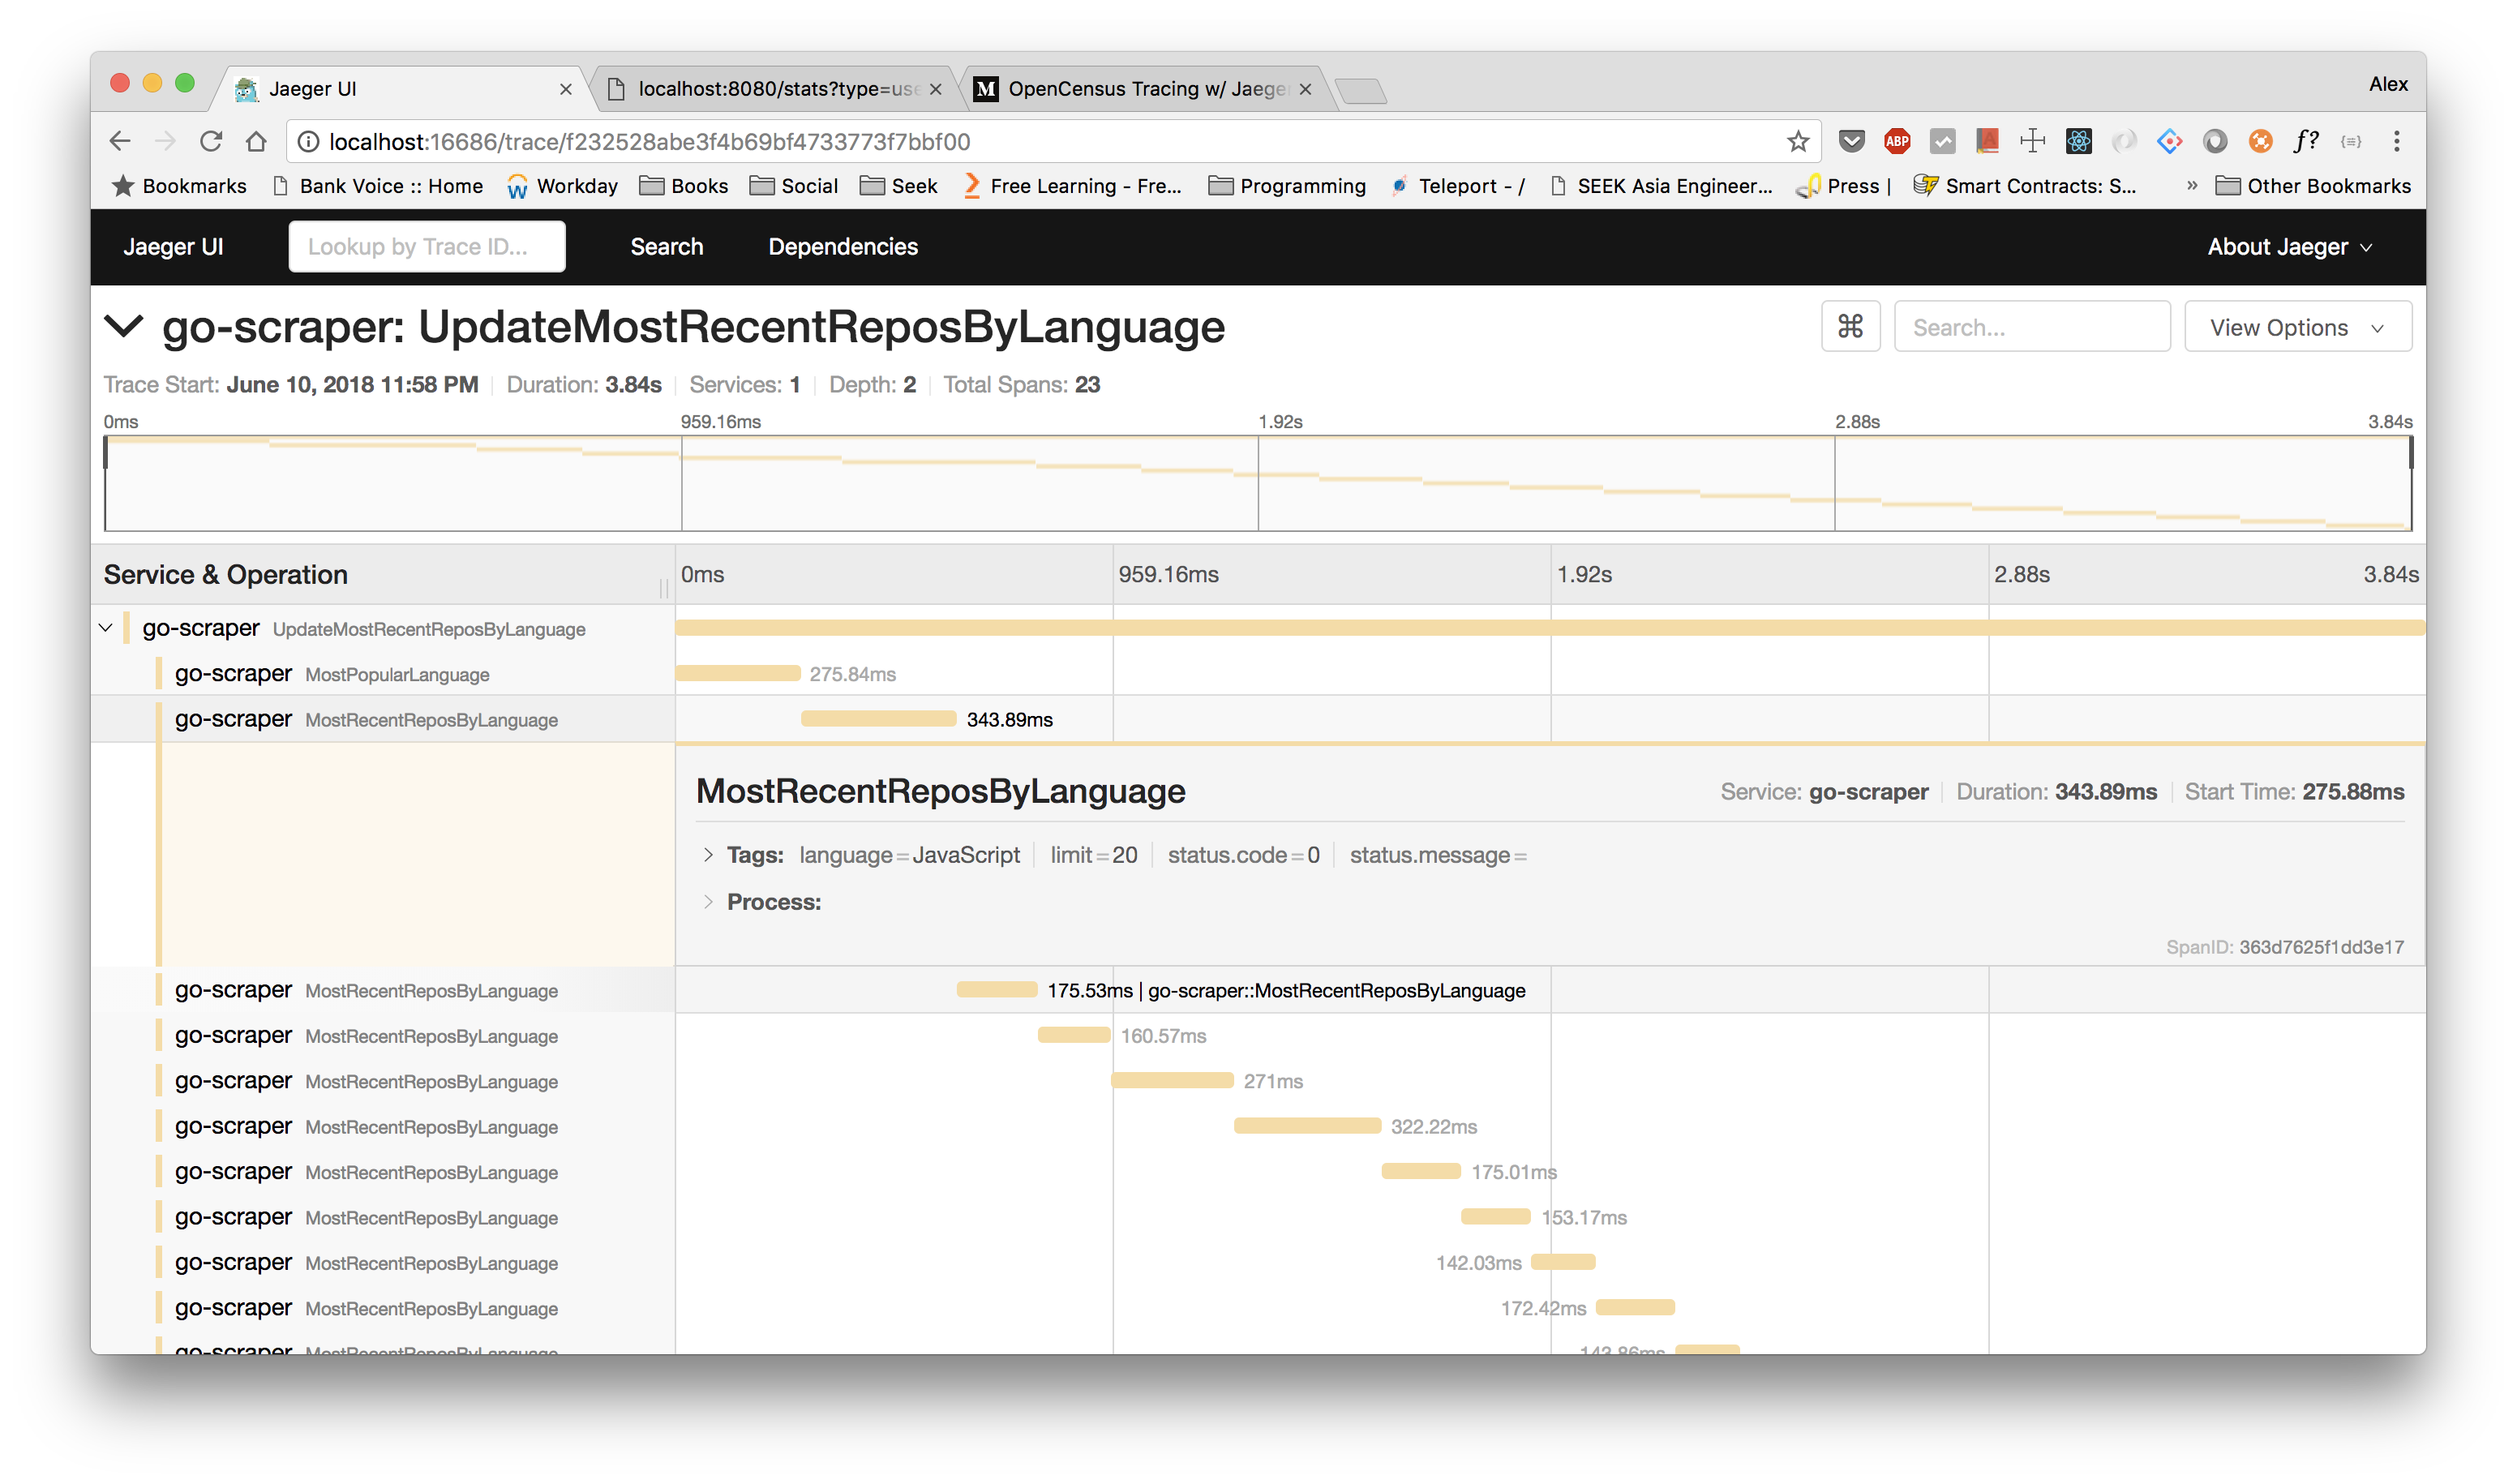 Jaeger UI
localhost:8080/stats?type=use
OpenCensus Tracing w/ Jaege
Alex
localhost:16686/trace/f232528abe3f4b69bf4733773f7bbf00
ABP
f?
Bookmarks
Bank Voice :: Home
Workday
Books
Social
Seek
Free Learning - Fre...
Programming
Teleport - /
SEEK Asia Engineer...
Press |
Smart Contracts: S...
»
Other Bookmarks
Jaeger UI
Lookup by Trace ID...
Search
Dependencies
About Jaeger
go-scraper: UpdateMostRecentReposByLanguage
⌘
Search...
View Options
Trace Start: June 10, 2018 11:58 PM Duration: 3.84s Services: 1 Depth: 2 Total Spans: 23
0ms 959.16ms 1.92s 2.88s 3.84s
Service & Operation 0ms 959.16ms 1.92s 2.88s 3.84s
go-scraper UpdateMostRecentReposByLanguage
go-scraper MostPopularLanguage 275.84ms
go-scraper MostRecentReposByLanguage 343.89ms
MostRecentReposByLanguage Service: go-scraper Duration: 343.89ms Start Time: 275.88ms
Tags: language=JavaScript limit=20 status.code=0 status.message=
Process:
SpanID: 363d7625f1dd3e17
go-scraper MostRecentReposByLanguage 175.53ms | go-scraper::MostRecentReposByLanguage
go-scraper MostRecentReposByLanguage 160.57ms
go-scraper MostRecentReposByLanguage 271ms
go-scraper MostRecentReposByLanguage 322.22ms
go-scraper MostRecentReposByLanguage 175.01ms
go-scraper MostRecentReposByLanguage 153.17ms
go-scraper MostRecentReposByLanguage 142.03ms
go-scraper MostRecentReposByLanguage 172.42ms
go-scraper MostRecentReposByLanguage 143.86ms